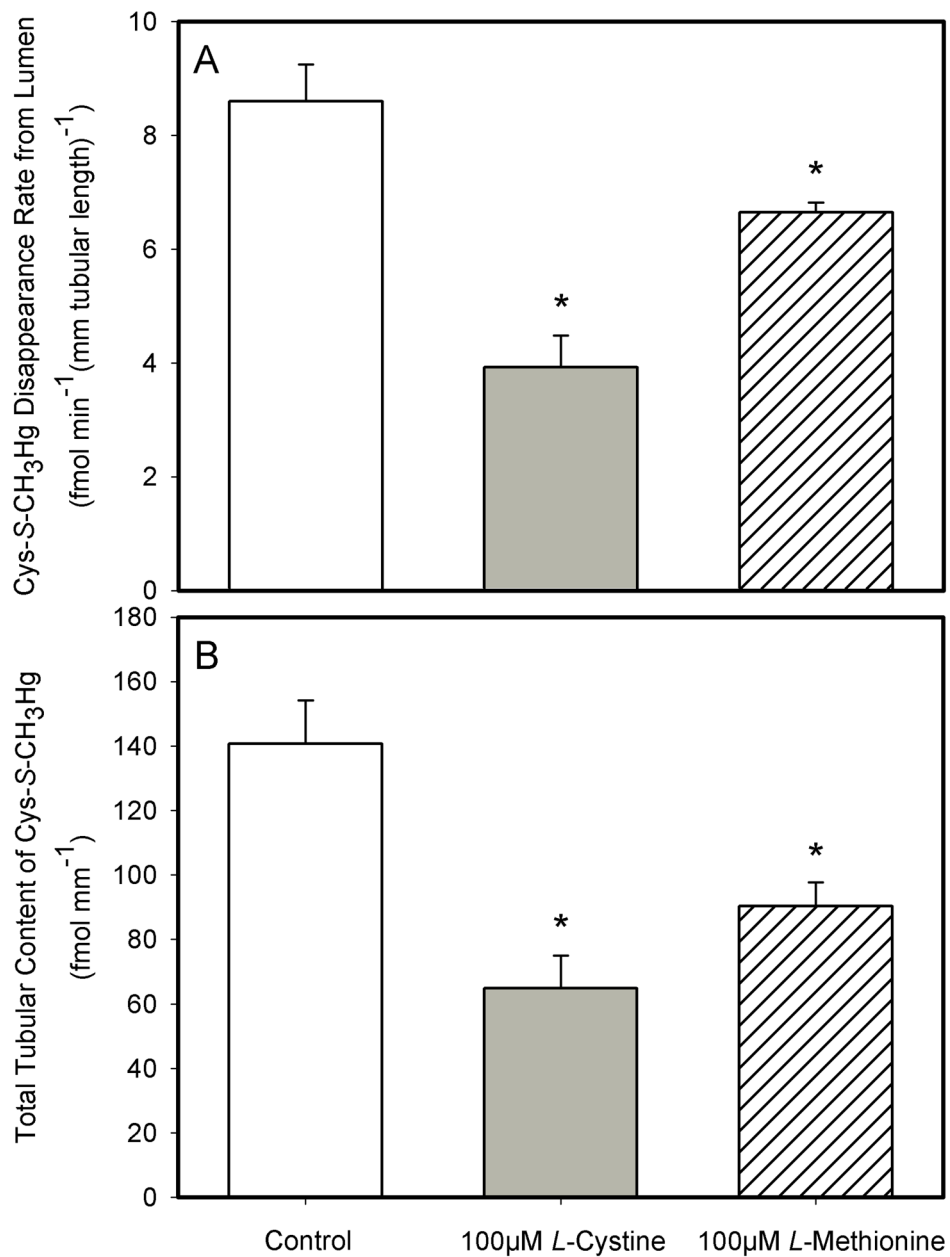 Cys-S-CH3Hg Disappearance Rate from Lumen
(fmol min-1 (mm tubular length)-1)
10
8
6
4
2
0
A
*
*
Total Tubular Content of Cys-S-CH3Hg
(fmol mm-1)
180
160
140
120
100
80
60
40
20
0
B
*
*
Control
100µM L-Cystine
100µM L-Methionine